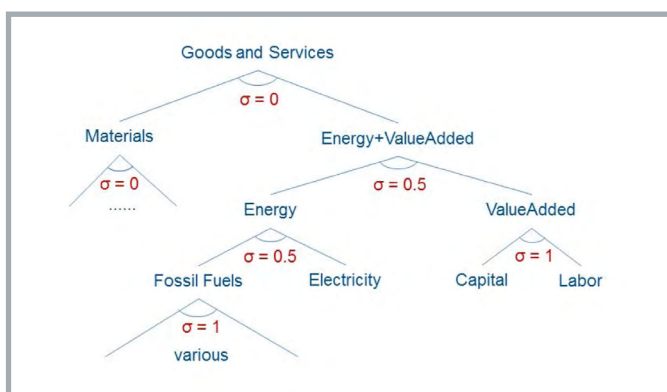 Goods and Services
σ = 0
Materials
Energy+ValueAdded
σ = 0
σ = 0.5
......
Energy
ValueAdded
σ = 0.5
σ = 1
Fossil Fuels
Electricity
Capital
Labor
σ = 1
various